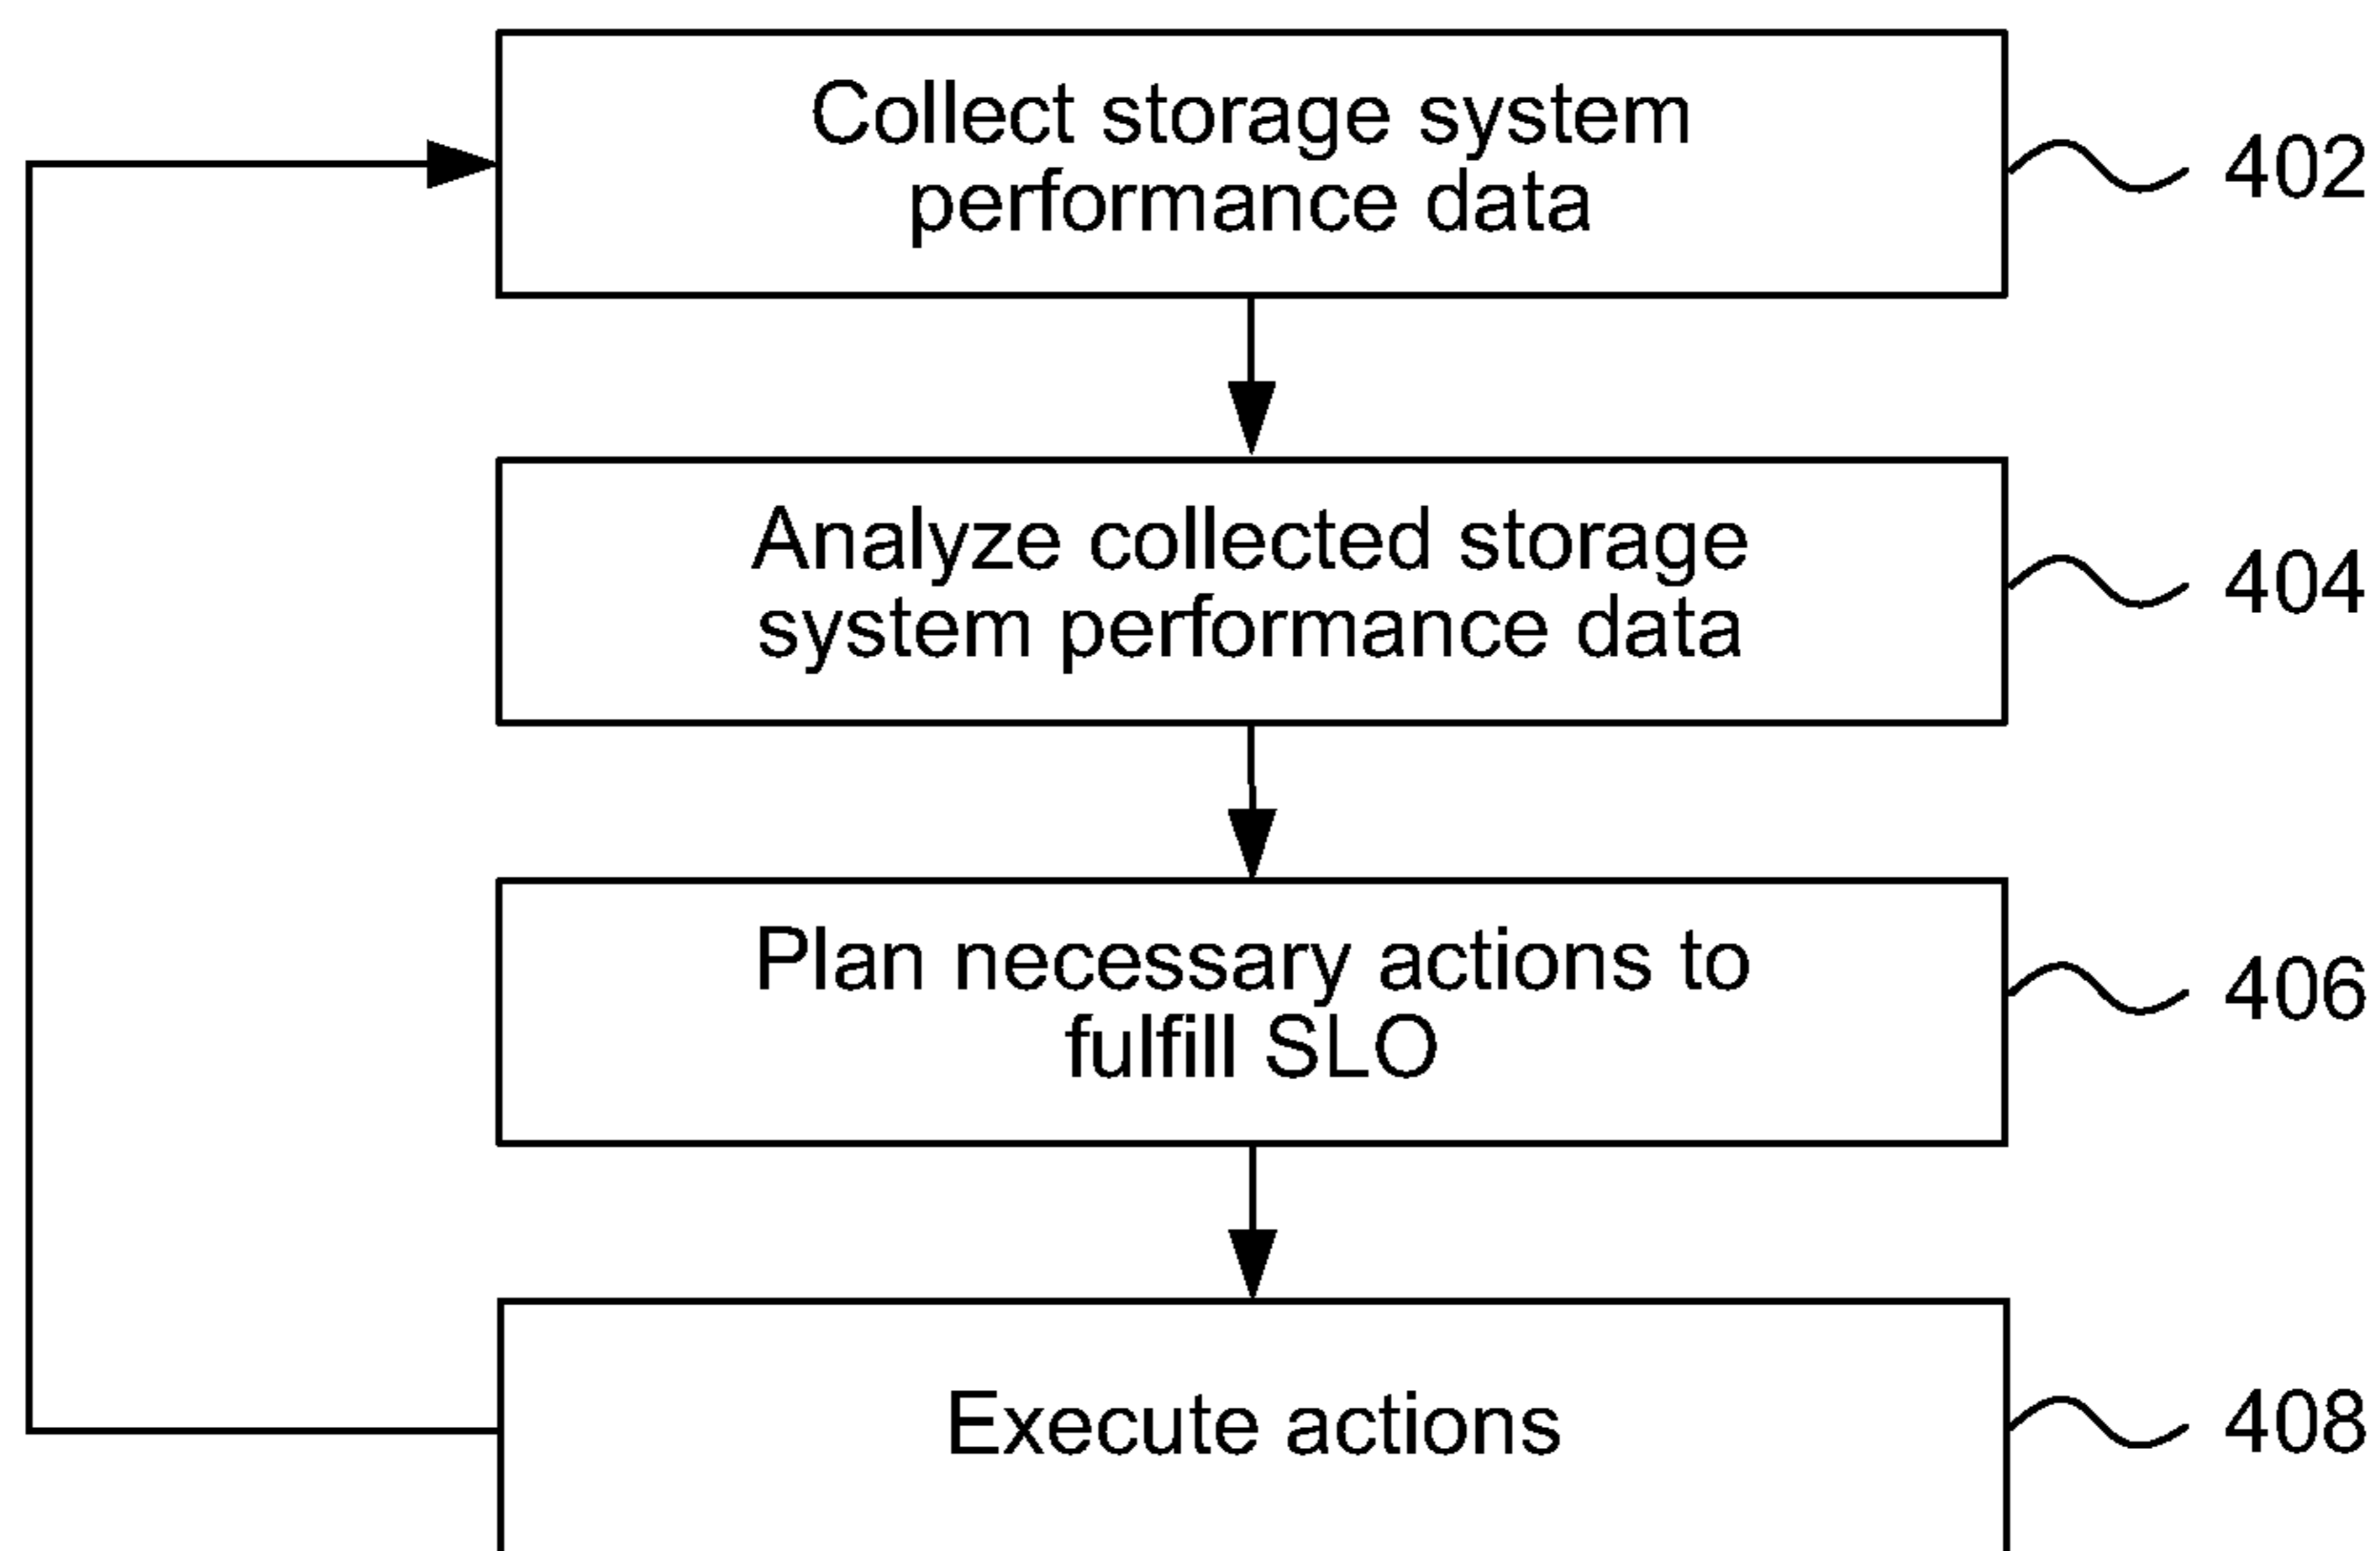 Collect storage system
performance data
402
Analyze collected storage
system performance data
404
Plan necessary actions to
fulfill SLO
406
Execute actions
408